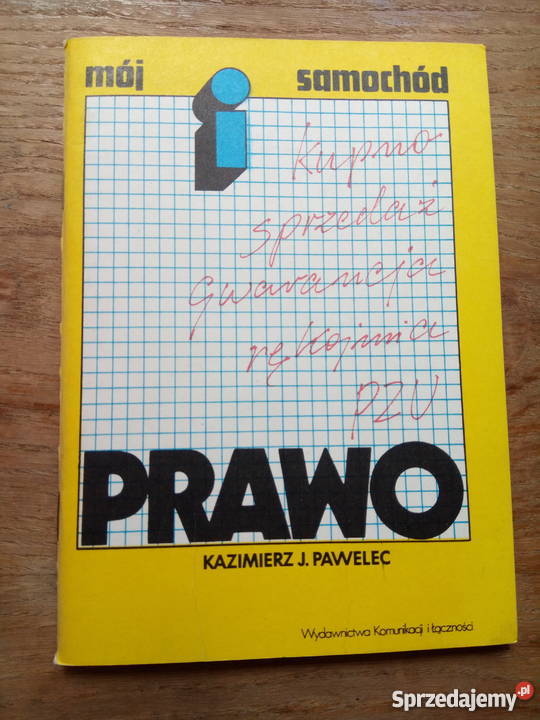 mój i samochód
Kupno
sprzedaż
Gwarancja
rękojmia
PZU
PRAWO
KAZIMIERZ J. PAWELEC
Wydawnictwa Komunikacji i Łączności
Sprzedajemy.pl